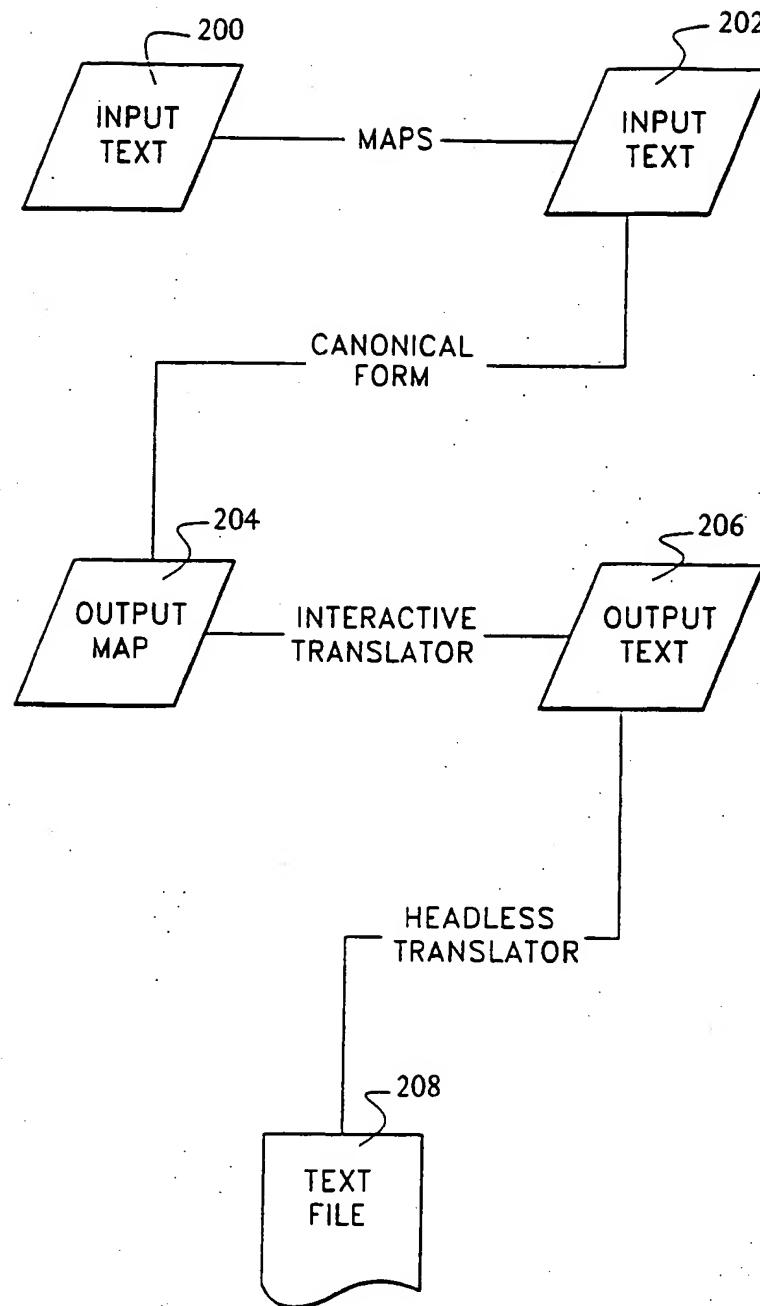 200
202
INPUT
TEXT
MAPS
INPUT
TEXT
CANONICAL
FORM
204
206
OUTPUT
MAP
INTERACTIVE
TRANSLATOR
OUTPUT
TEXT
HEADLESS
TRANSLATOR
208
TEXT
FILE